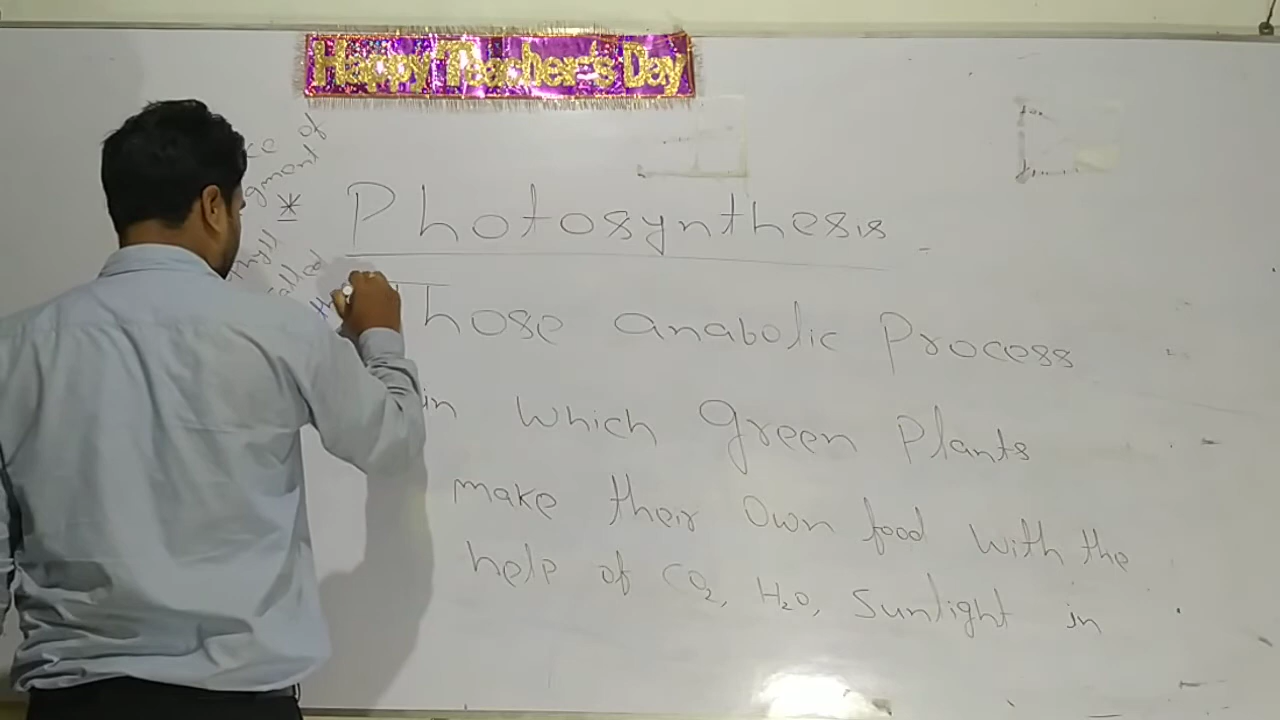 Happy Teacher's Day
* Photosynthesis
Those anabolic Process
in which green Plants
make their own food with the
help of CO2, H2O, Sunlight in